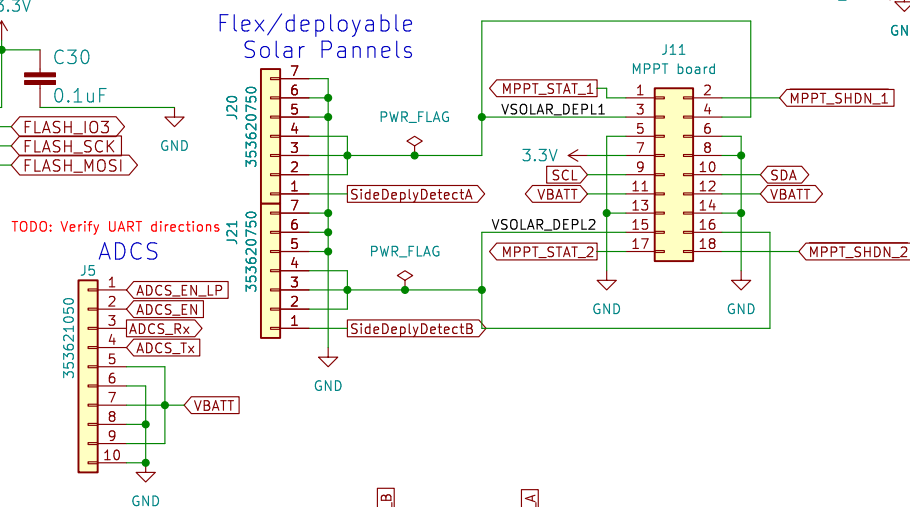 3.3V
C30
0.1uF
GND
FLASH_IO3
FLASH_SCK
FLASH_MOSI
Flex/deployable
Solar Pannels
J20
353620750
7
6
5
4
3
2
1
PWR_FLAG
SideDeplyDetectA
J21
353620750
7
6
5
4
3
2
1
PWR_FLAG
SideDeplyDetectB
GND
J11
MPPT board
MPPT_STAT_1
VSOLAR_DEPL1
3.3V
SCL
VBATT
VSOLAR_DEPL2
MPPT_STAT_2
1
3
5
7
9
11
13
15
17
2
4
6
8
10
12
14
16
18
MPPT_SHDN_1
SDA
VBATT
MPPT_SHDN_2
GND
GND
GN
TODO: Verify UART directions
ADCS
J5
353621050
1
2
3
4
5
6
7
8
9
10
ADCS_EN_LP
ADCS_EN
ADCS_Rx
ADCS_Tx
VBATT
GND
_B
_A